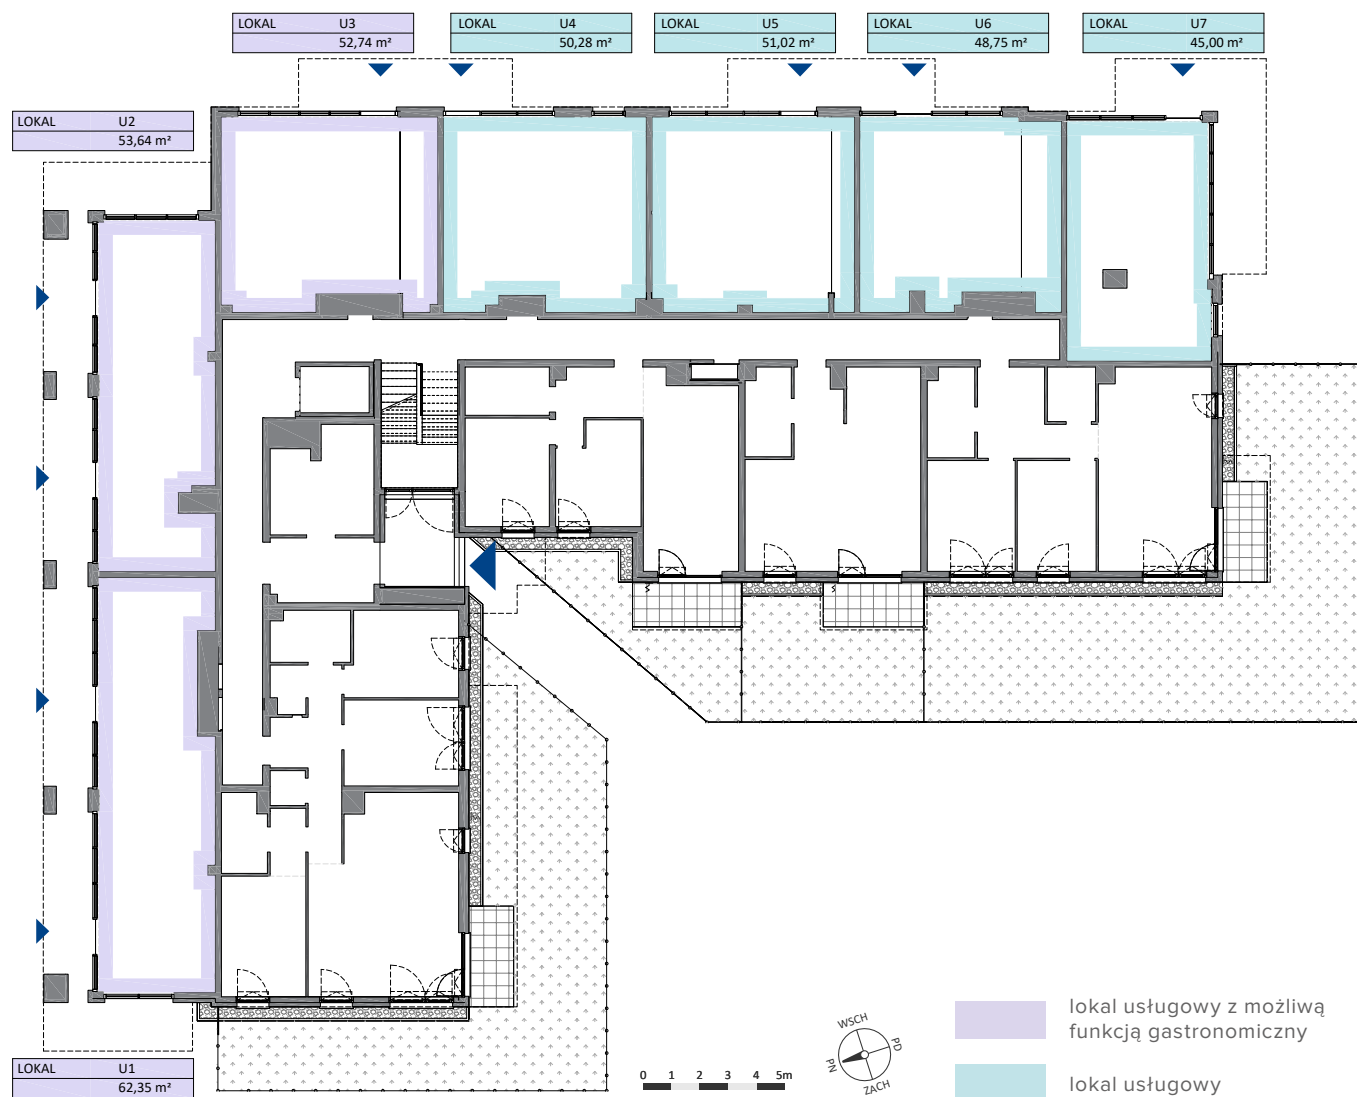 LOKAL U3
52,74 m²
LOKAL U4
50,28 m²
LOKAL U5
51,02 m²
LOKAL U6
48,75 m²
LOKAL U7
45,00 m²
LOKAL U2
53,64 m²
LOKAL U1
62,35 m²
0 1 2 3 4 5m
WSCH
PD
PN
ZACH
lokal usługowy z możliwą
funkcją gastronomiczny
lokal usługowy